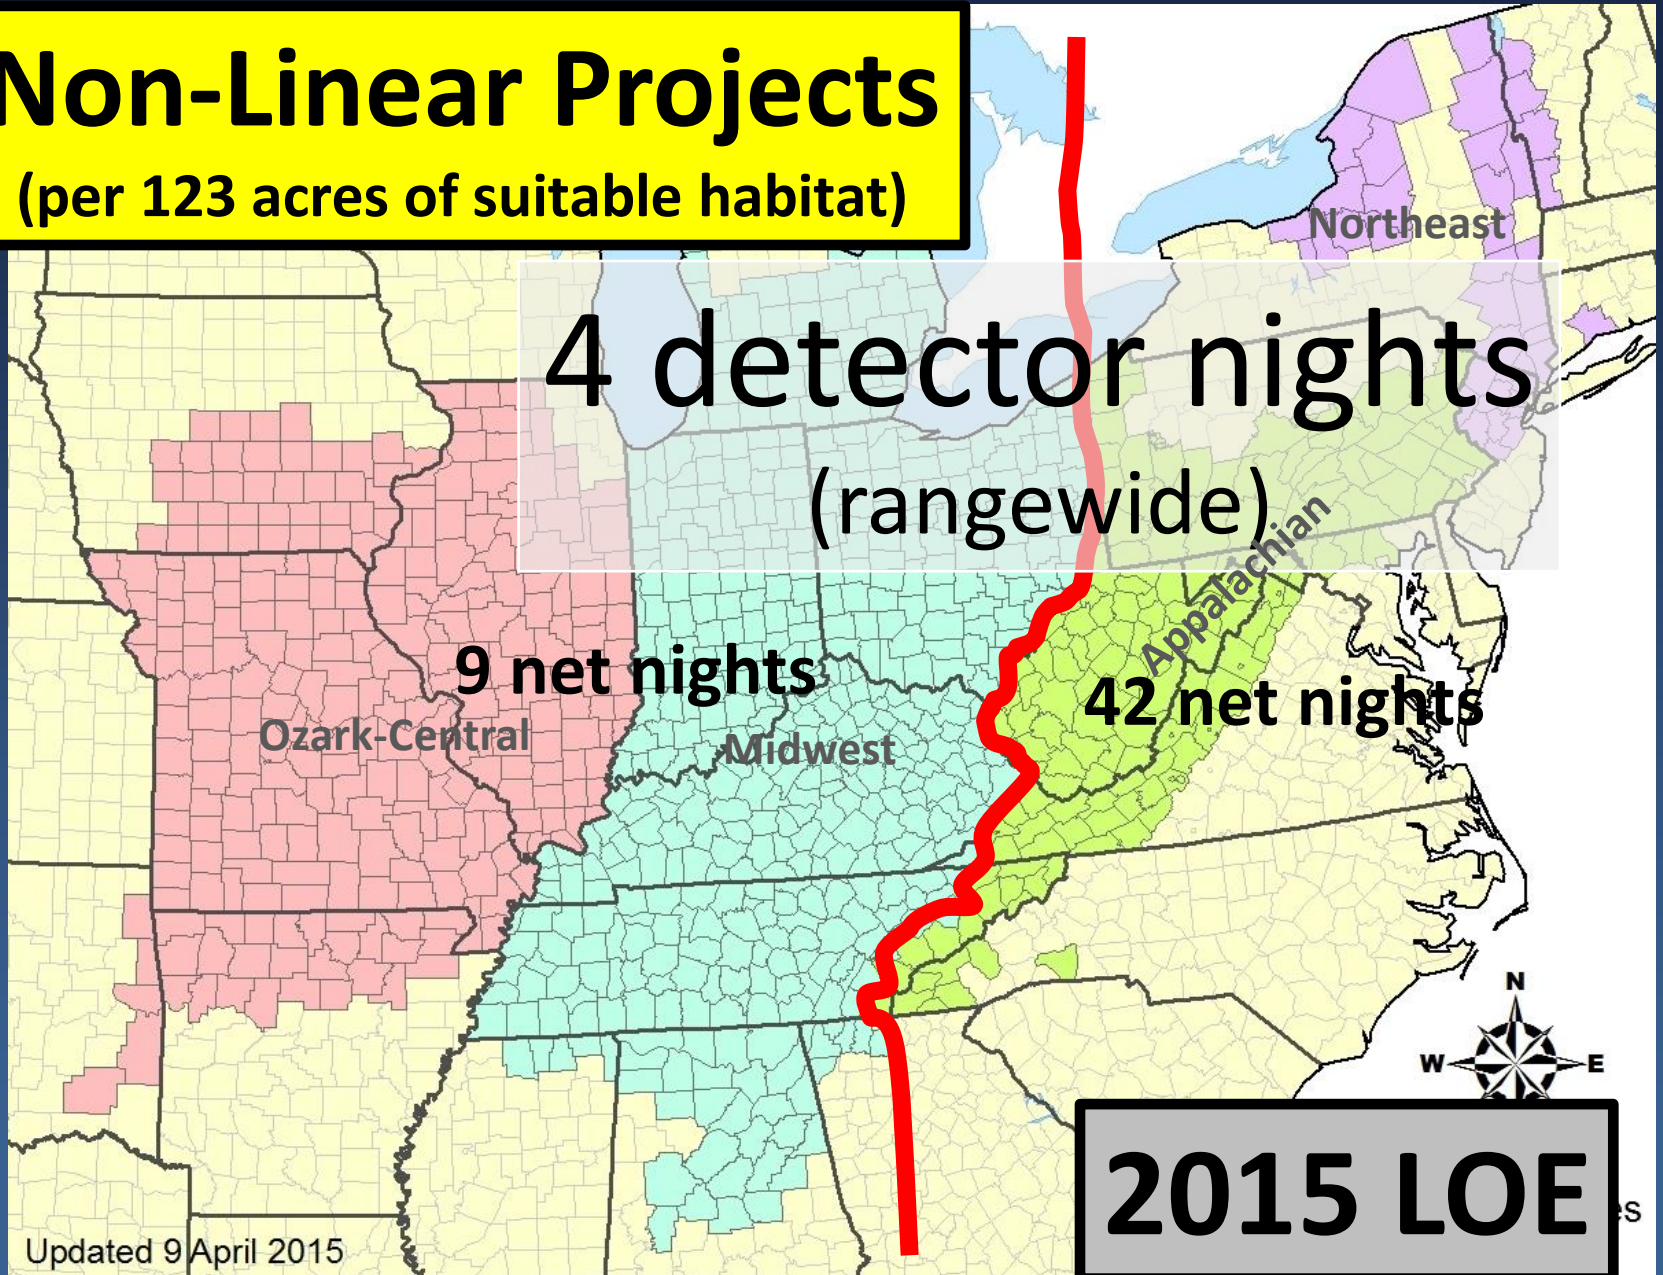 Non-Linear Projects
(per 123 acres of suitable habitat)
Northeast
4 detector nights
(rangewide)
Appalachian
9 net nights
42 net nights
Ozark-Central
Midwest
N
W
E
2015 LOE
Updated 9 April 2015